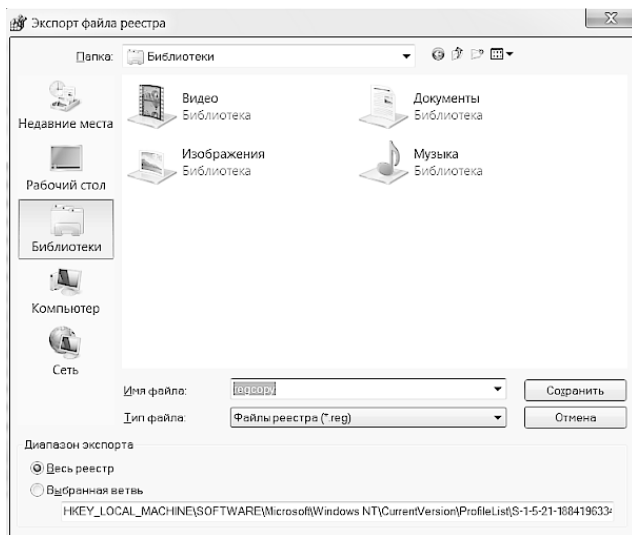 Экспорт файла реестра
Папка: Библиотеки
Недавние места
Рабочий стол
Библиотеки
Компьютер
Сеть
Видео
Библиотека
Документы
Библиотека
Изображения
Библиотека
Музыка
Библиотека
Имя файла: regcopy Сохранить
Тип файла: Файлы реестра (*.reg) Отмена
Диапазон экспорта
Весь реестр
Выбранная ветвь
HKEY_LOCAL_MACHINE\SOFTWARE\Microsoft\Windows NT\CurrentVersion\ProfileList\S-1-5-21-188419633